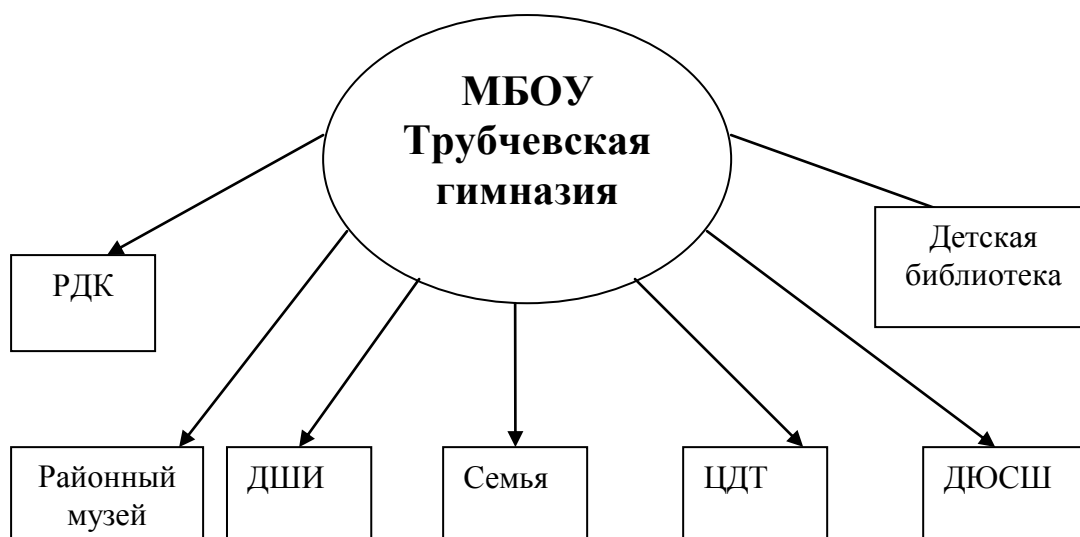 МБОУ
Трубчевская
гимназия
РДК
Детская
библиотека
Районный
музей
ДШИ
Семья
ЦДТ
ДЮСШ